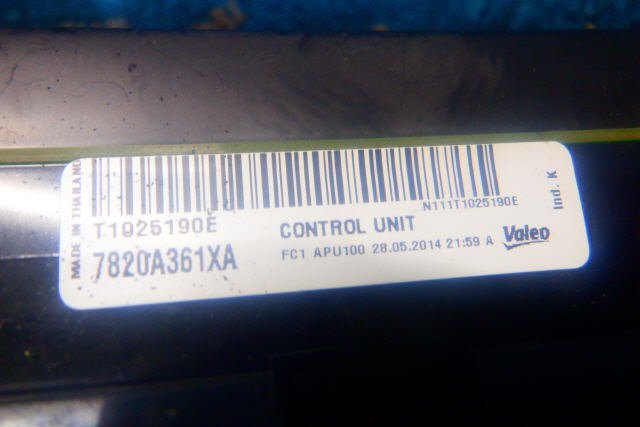 MADE IN THAILAND
N111T1025190E
T1025190E
CONTROL UNIT
7820A361XA
FC1 APU100 28.05.2014 21:59 A
Valeo
Ind. K